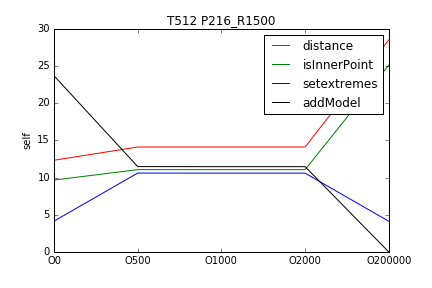 T512 P216_R1500
30
25
20
15
10
5
0
self
distance
isInnerPoint
setextremes
addModel
O0
O500
O1000
O2000
O200000